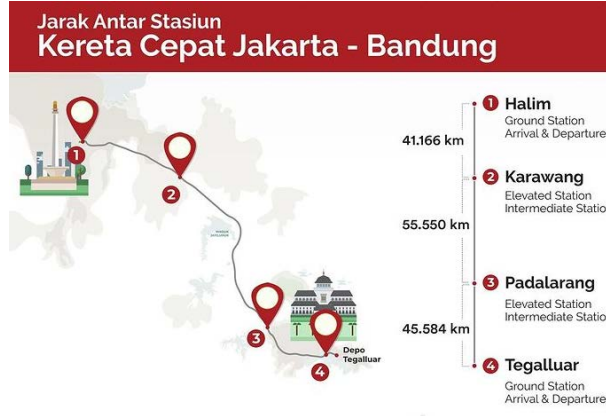 Jarak Antar Stasiun
Kereta Cepat Jakarta - Bandung
1
2
3
4
Depo
Tegalluar
41.166 km
55.550 km
45.584 km
1 Halim
Ground Station
Arrival & Departure
2 Karawang
Elevated Station
Intermediate Statio
3 Padalarang
Elevated Station
Intermediate Statio
4 Tegalluar
Ground Station
Arrival & Departure